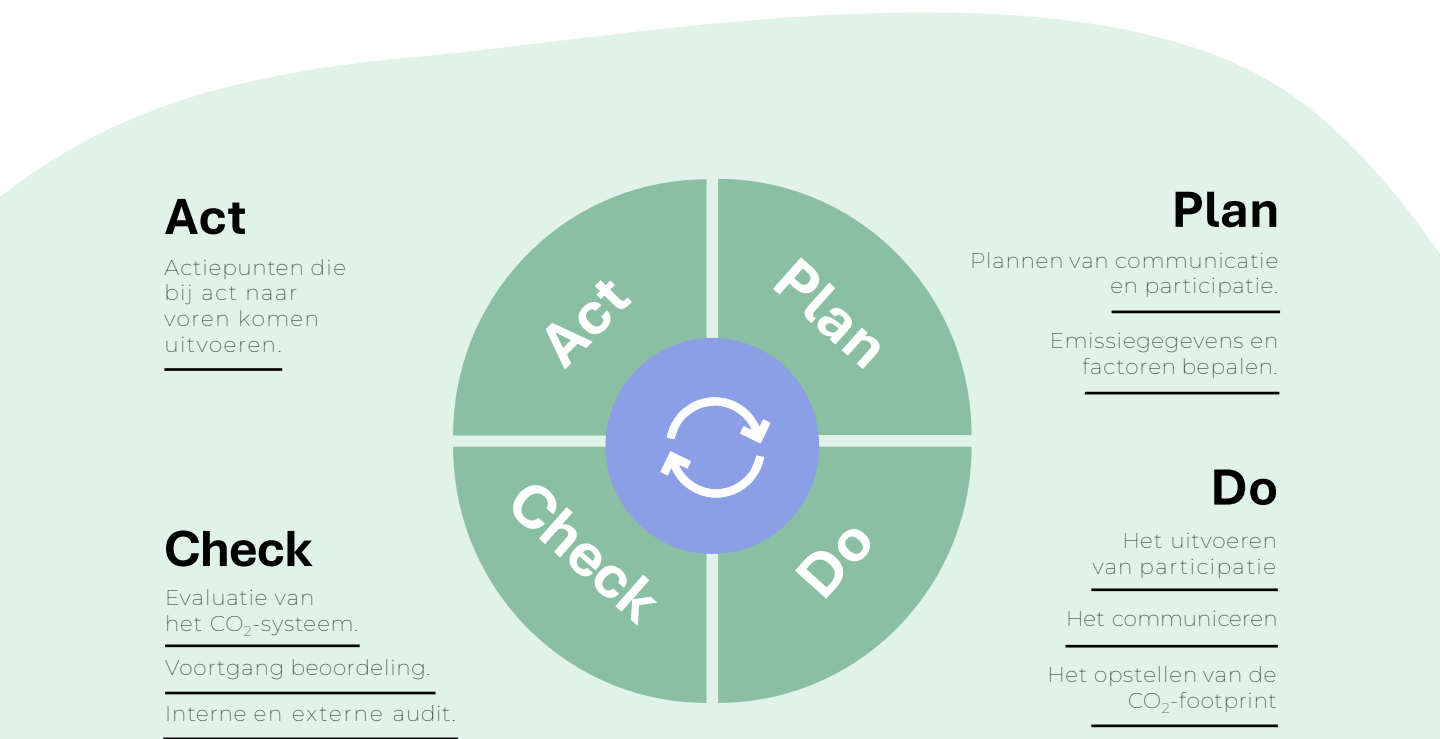 Act
Actiepunten die
bij act naar
voren komen
uitvoeren.
Check
Evaluatie van
het CO₂-systeem.
Voortgang beoordeling.
Interne en externe audit.
Act
Plan
Check
Do
Plan
Plannen van communicatie
en participatie.
Emissiegegevens en
factoren bepalen.
Do
Het uitvoeren
van participatie
Het communiceren
Het opstellen van de
CO₂-footprint